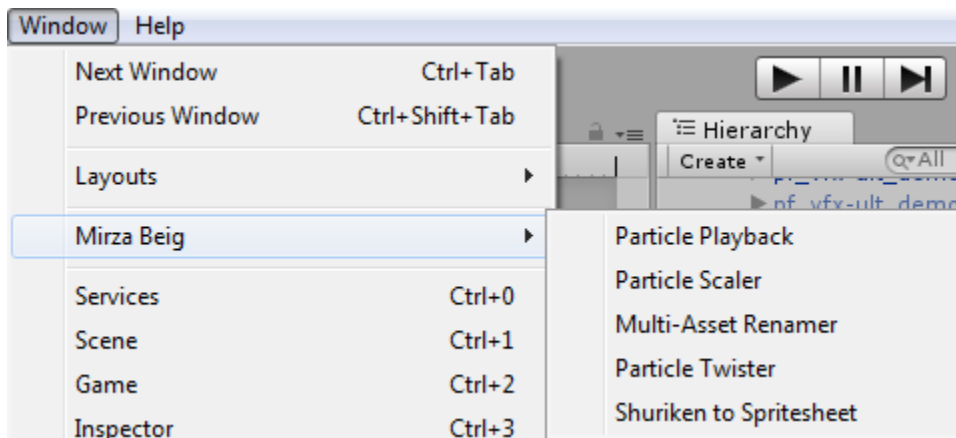 Window Help
Next Window Ctrl+Tab
Previous Window Ctrl+Shift+Tab
Hierarchy
Create All
Layouts
pf_vfx-ult_demo
Mirza Beig
Particle Playback
Particle Scaler
Multi-Asset Renamer
Particle Twister
Shuriken to Spritesheet
Services Ctrl+0
Scene Ctrl+1
Game Ctrl+2
Inspector Ctrl+3